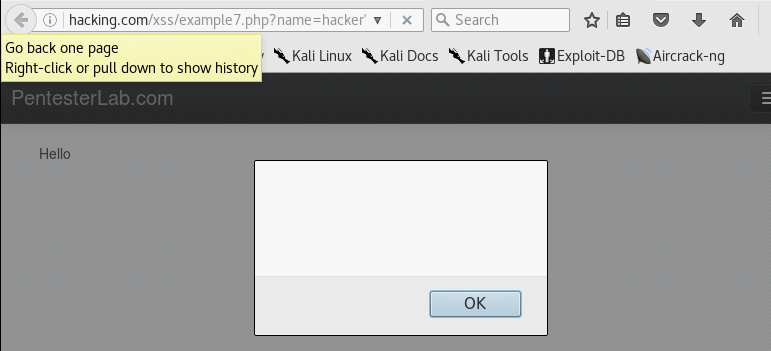 hacking.com/xss/example7.php?name=hacker'
Search
Go back one page
Right-click or pull down to show history
Kali Linux
Kali Docs
Kali Tools
Exploit-DB
Aircrack-ng
PentesterLab.com
Hello
OK